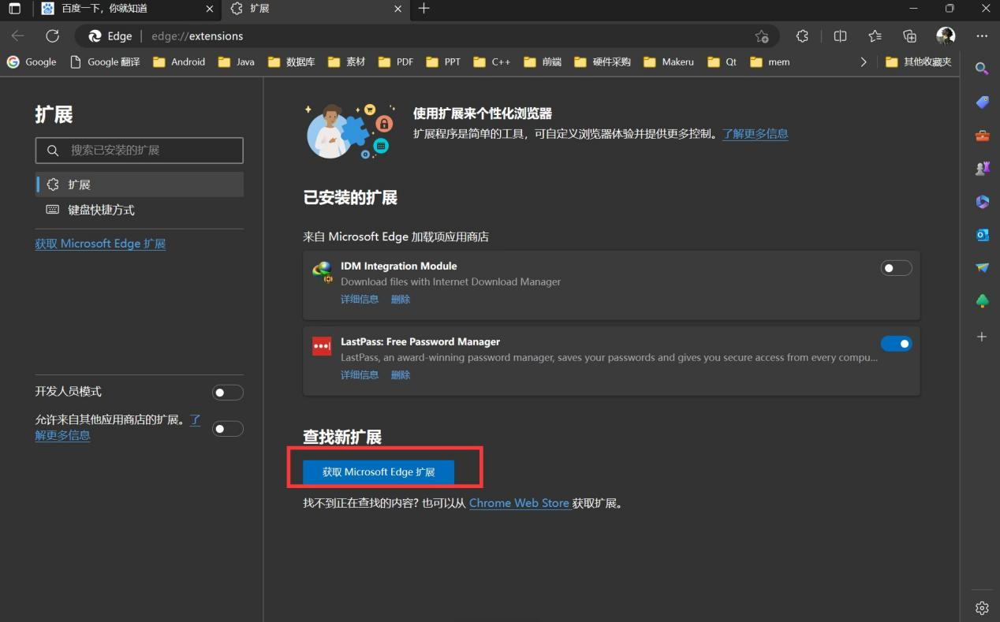 百度一下，你就知道
扩展
Edge
edge://extensions
Google
Google 翻译
Android
Java
数据库
素材
PDF
PPT
C++
前端
硬件采购
Makeru
Qt
mem
其他收藏夹
扩展
搜索已安装的扩展
扩展
键盘快捷方式
获取 Microsoft Edge 扩展
开发人员模式
允许来自其他应用商店的扩展。了
解更多信息
使用扩展来个性化浏览器
扩展程序是简单的工具，可自定义浏览器体验并提供更多控制。了解更多信息
已安装的扩展
来自 Microsoft Edge 加载项应用商店
IDM Integration Module
Download files with Internet Download Manager
详细信息 删除
LastPass: Free Password Manager
LastPass, an award-winning password manager, saves your passwords and gives you secure access from every compu...
详细信息 删除
查找新扩展
获取 Microsoft Edge 扩展
找不到正在查找的内容? 也可以从 Chrome Web Store 获取扩展。